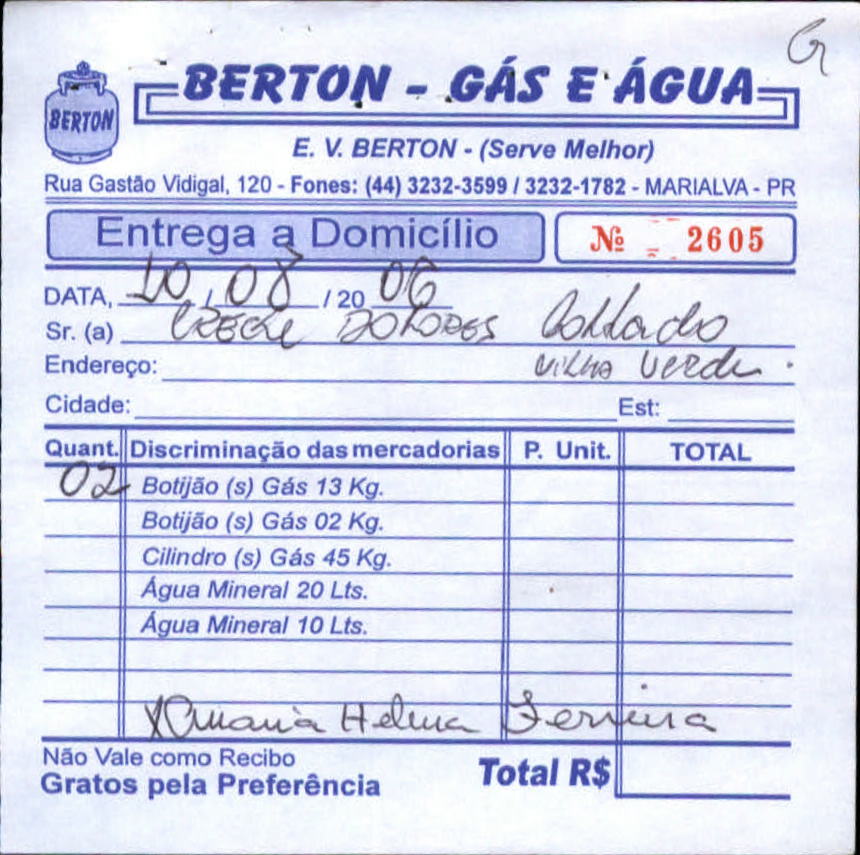 G
BERTON - GÁS E ÁGUA
BERTON
E. V. BERTON - (Serve Melhor)
Rua Gastão Vidigal, 120 - Fones: (44) 3232-3599 / 3232-1782 - MARIALVA - PR
Entrega a Domicílio
Nº 2605
DATA, 10 / 08 / 20 06
Sr. (a) CRECHE DOLORES Collado
Endereço: Vilha Verde
Cidade: Est:
Quant. Discriminação das mercadorias P. Unit. TOTAL
02 Botijão (s) Gás 13 Kg.
Botijão (s) Gás 02 Kg.
Cilindro (s) Gás 45 Kg.
Água Mineral 20 Lts.
Água Mineral 10 Lts.
X Maria Helena Ferreira
Não Vale como Recibo
Gratos pela Preferência
Total R$